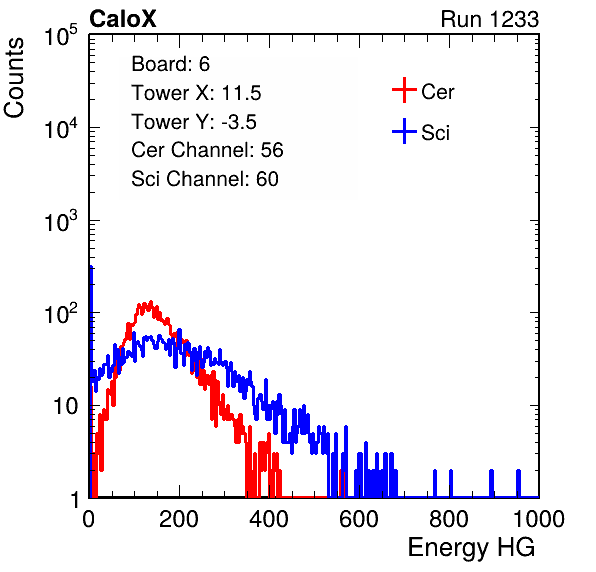 CaloX Run 1233
Counts
Board: 6
Tower X: 11.5
Tower Y: -3.5
Cer Channel: 56
Sci Channel: 60
Cer
Sci
10^5
10^4
10^3
10^2
10
1
0 200 400 600 800 1000
Energy HG